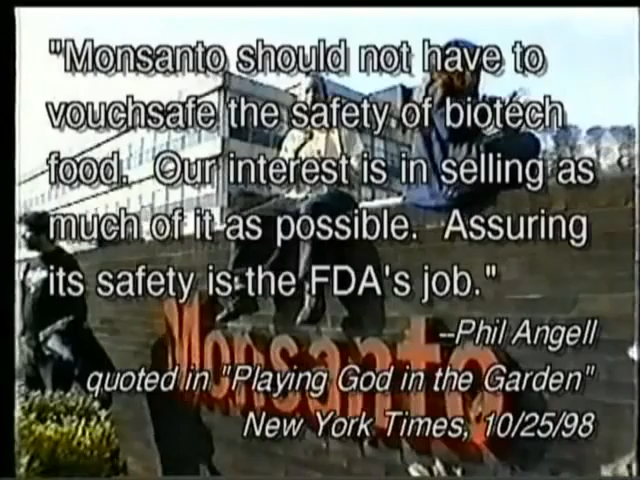 "Monsanto should not have to
vouchsafe the safety of biotech
food. Our interest is in selling as
much of it as possible. Assuring
its safety is the FDA's job."
–Phil Angell
quoted in "Playing God in the Garden"
New York Times, 10/25/98
Monsanto